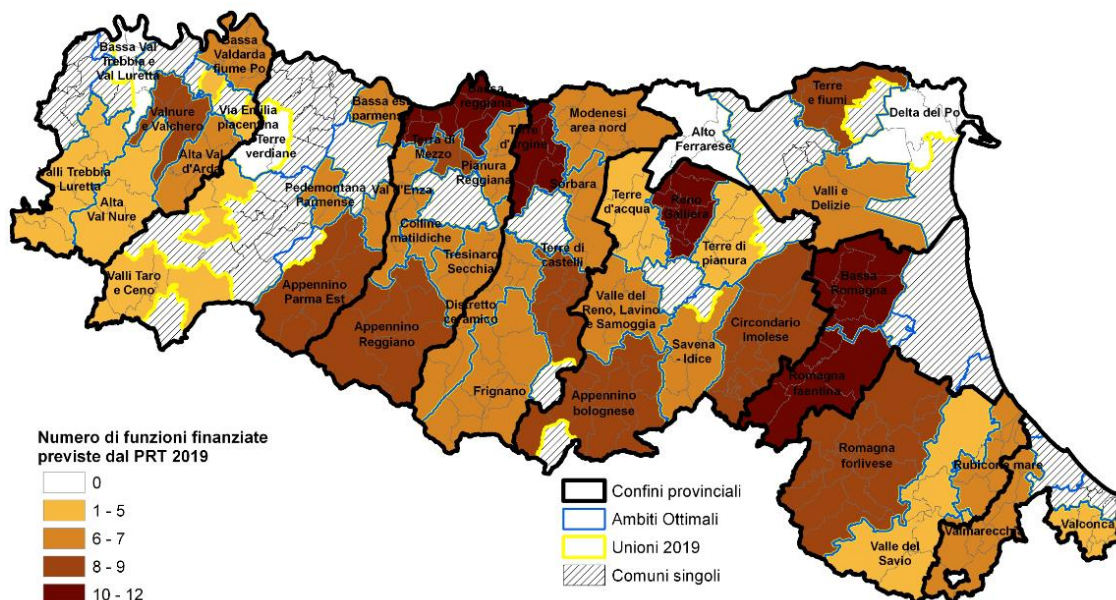 Bassa Val
Trebbia e
Val Luretta
Bassa
Valdarda
fiume Po
Valnure
e Valchero
Via Emilia
piacentina
Terre
verdiane
Alta Val
d'Arda
Valli Trebbia
Luretta
Alta
Val Nure
Valli Taro
e Ceno
Bassa est
parmense
Pedemontana
Parmense
Appennino
Parma Est
Bassa
reggiana
Terra di
Mezzo
Val d'Enza
Pianura
Reggiana
Colline
matildiche
Tresinaro
Secchia
Appennino
Reggiano
Terre
d'argine
Modenesi
area nord
Sorbara
Terre di
castelli
Distretto
ceramico
Frignano
Terre
d'acqua
Reno
Galliera
Terre di
pianura
Valle del
Reno, Lavino
e Samoggia
Savena
- Idice
Appennino
bolognese
Circondario
Imolese
Alto
Ferrarese
Terre
e fiumi
Delta del Po
Valli e
Delizie
Bassa
Romagna
Romagna
faentina
Romagna
forlivese
Rubicone mare
Valle del
Savio
Valmarecchia
Valconca
Numero di funzioni finanziate
previste dal PRT 2019
0
1 - 5
6 - 7
8 - 9
10 - 12
Confini provinciali
Ambiti Ottimali
Unioni 2019
Comuni singoli